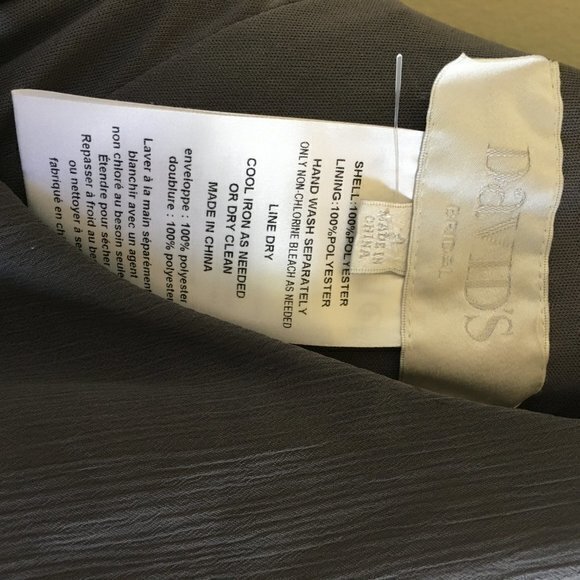 DAVID'S
BRIDAL
MADE IN
CHINA
SHELL:100%POLYESTER
LINING:100%POLYESTER
HAND WASH SEPARATELY
ONLY NON-CHLORINE BLEACH AS NEEDED
LINE DRY
COOL IRON AS NEEDED
OR DRY CLEAN
MADE IN CHINA
enveloppe : 100% polyester
doublure : 100% polyester
Laver à la main séparément
blanchir avec un agent
non chloré au besoin seule
Étendre pour sécher
Repasser à froid au be
ou nettoyer à se
fabriqué en ch